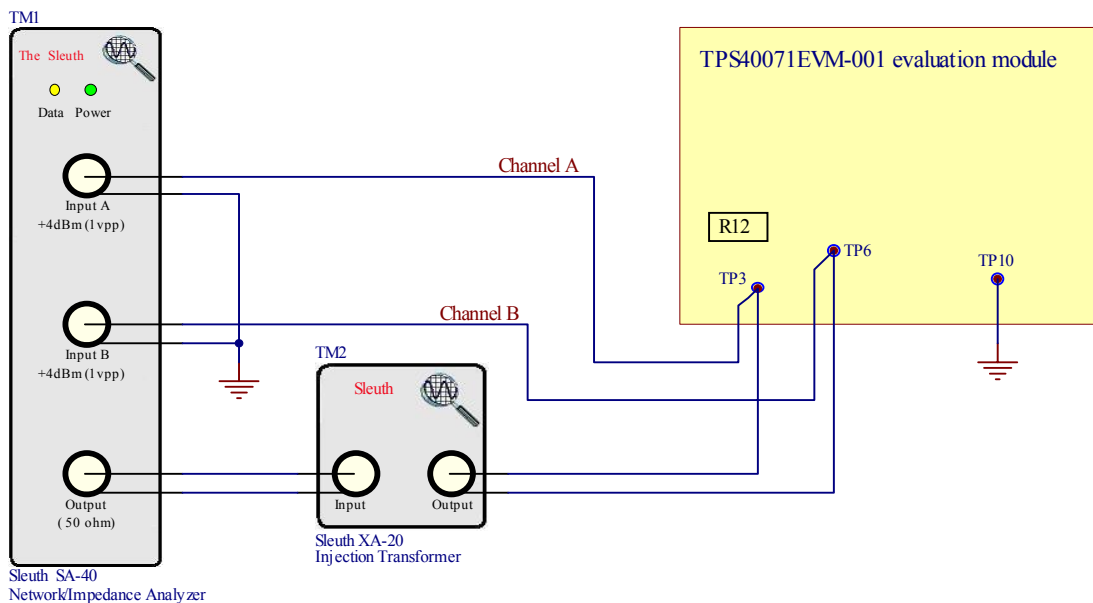 TM1
The Sleuth
Data Power
Input A
+4dBm (1vpp)
Input B
+4dBm (1vpp)
Output
( 50 ohm)
Sleuth SA-40
Network/Impedance Analyzer
Channel A
Channel B
TM2
Sleuth
Input
Output
Sleuth XA-20
Injection Transformer
TPS40071EVM-001 evaluation module
R12
TP3
TP6
TP10